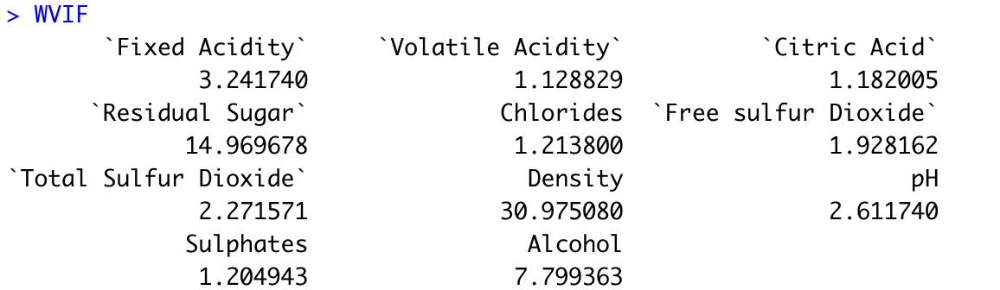 > WVIF
`Fixed Acidity` `Volatile Acidity` `Citric Acid`
3.241740 1.128829 1.182005
`Residual Sugar` Chlorides `Free sulfur Dioxide`
14.969678 1.213800 1.928162
`Total Sulfur Dioxide` Density pH
2.271571 30.975080 2.611740
Sulphates Alcohol
1.204943 7.799363